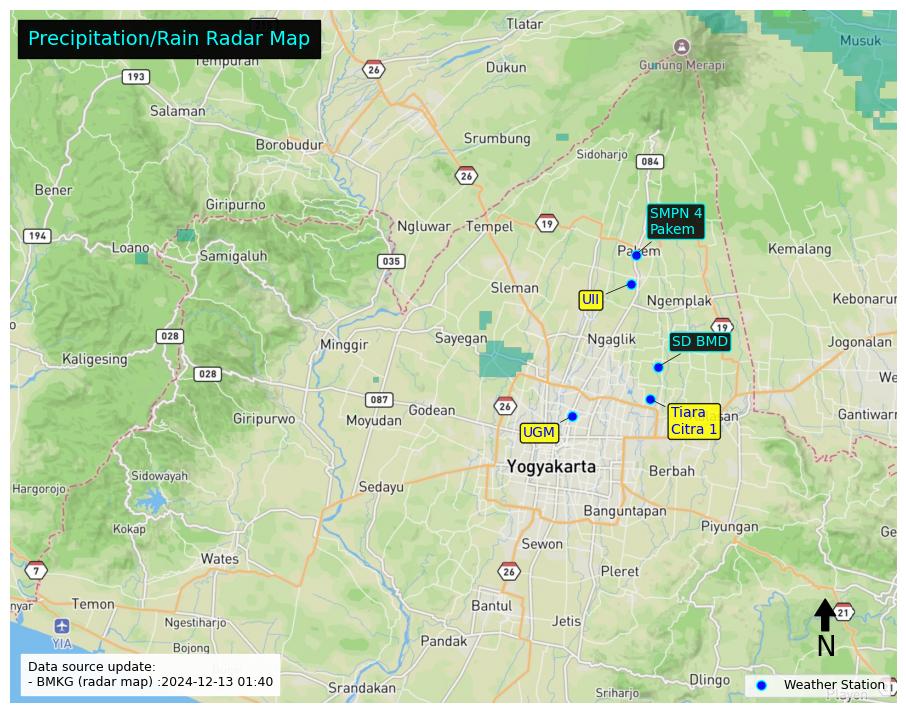 Precipitation/Rain Radar Map
Tlatar
Musuk
Tempuran
26
Gunung Merapi
193
Dukun
Salaman
Srumbung
Borobudur
Sidoharjo
084
26
Bener
Giripurno
SMPN 4
Pakem
194
Ngluwar
Tempel
19
Loano
Samigaluh
035
Kemalang
Sleman
UII
Ngemplak
Kebonarur
19
028
Minggir
Sayegan
Ngaglik
SD BMD
Jogonalan
Kaligesing
028
We
087
Godean
26
Giripurwo
Moyudan
UGM
Tiara
Citra 1
Gantiwarr
Yogyakarta
Berbah
Sidowayah
Hargorojo
Sedayu
Banguntapan
Kokap
Piyungan
Ge
Sewon
Wates
7
26
Pleret
nyar
Temon
Bantul
21
Ngestiharjo
Jetis
YIA
Pandak
Bojong
N
Data source update:
- BMKG (radar map) :2024-12-13 01:40
Srandakan
Dlingo
Sriharjo
Weather Station